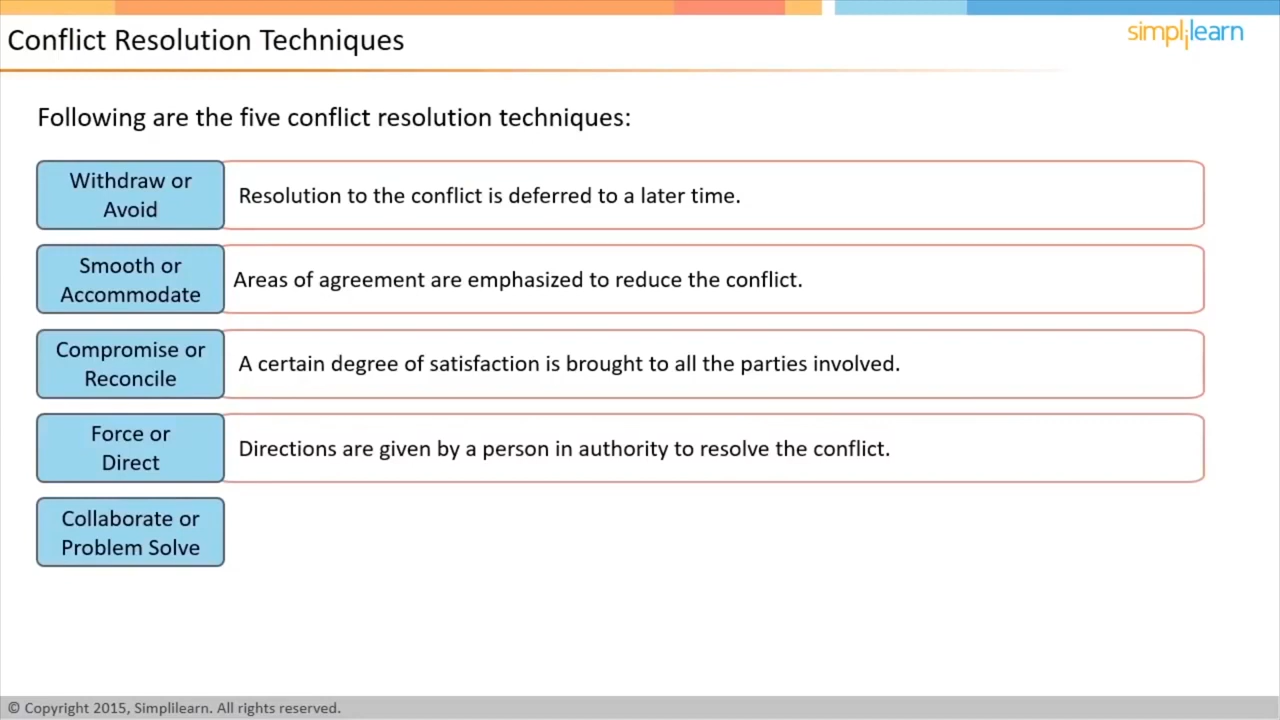 Conflict Resolution Techniques
simplilearn
Following are the five conflict resolution techniques:
Withdraw or
Avoid
Resolution to the conflict is deferred to a later time.
Smooth or
Accommodate
Areas of agreement are emphasized to reduce the conflict.
Compromise or
Reconcile
A certain degree of satisfaction is brought to all the parties involved.
Force or
Direct
Directions are given by a person in authority to resolve the conflict.
Collaborate or
Problem Solve
© Copyright 2015, Simplilearn. All rights reserved.